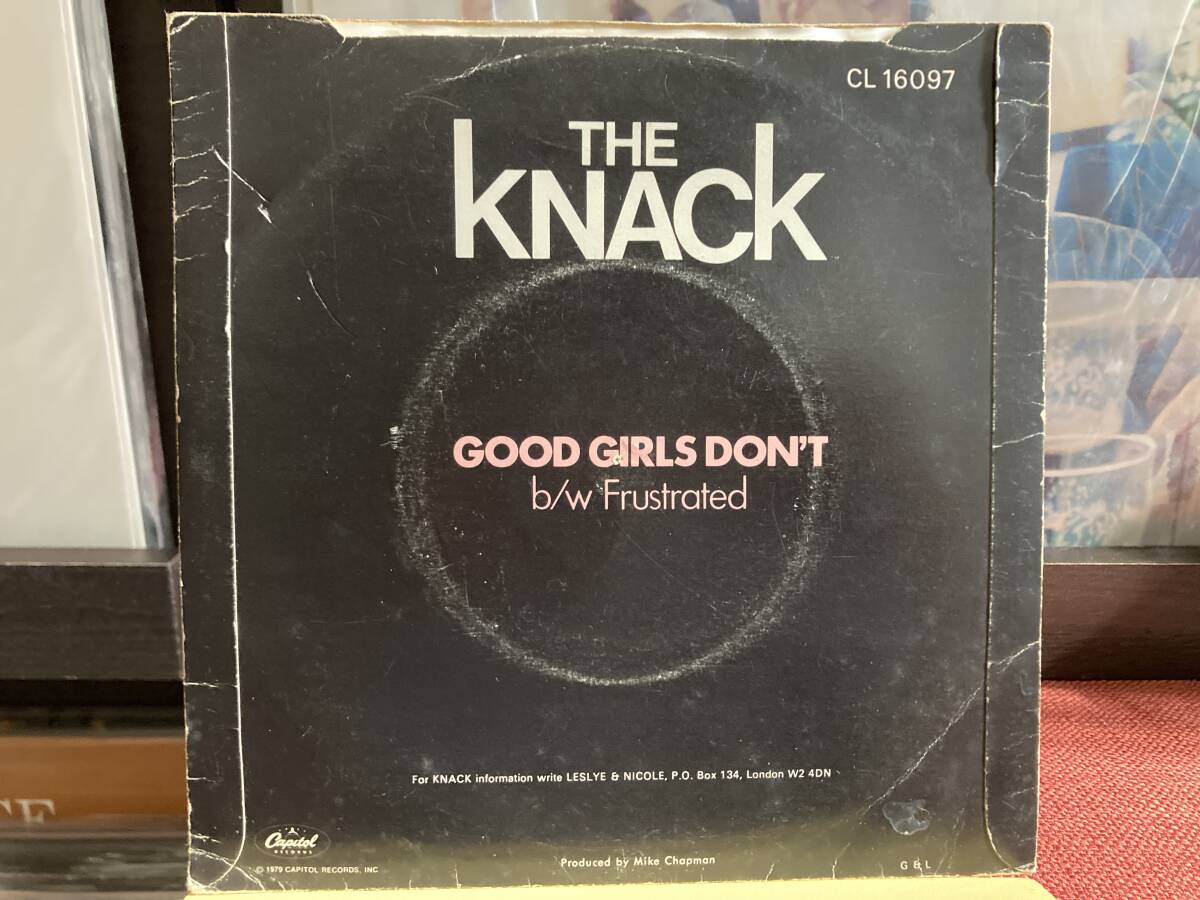 CL 16097
THE
KNACK
GOOD GIRLS DON'T
b/w Frustrated
For KNACK information write LESLYE & NICOLE, P.O. Box 134, London W2 4DN
Capitol
RECORDS
© 1979 CAPITOL RECORDS, INC
Produced by Mike Chapman
G & L